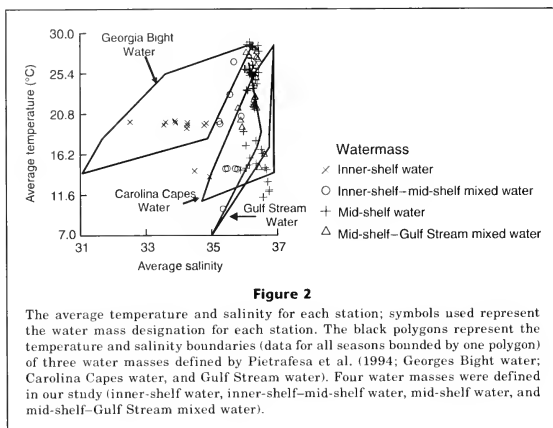 30.0
25.4
20.8
16.2
11.6
7.0
Average temperature (°C)
31
33
35
37
Average salinity
Georgia Bight
Water
Carolina Capes
Water
Gulf Stream
Water
Watermass
× Inner-shelf water
○ Inner-shelf–mid-shelf mixed water
+ Mid-shelf water
△ Mid-shelf–Gulf Stream mixed water
Figure 2
The average temperature and salinity for each station; symbols used represent
the water mass designation for each station. The black polygons represent the
temperature and salinity boundaries (data for all seasons bounded by one polygon)
of three water masses defined by Pietrafesa et al. (1994; Georges Bight water;
Carolina Capes water, and Gulf Stream water). Four water masses were defined
in our study (inner-shelf water, inner-shelf–mid-shelf water, mid-shelf water, and
mid-shelf–Gulf Stream mixed water).